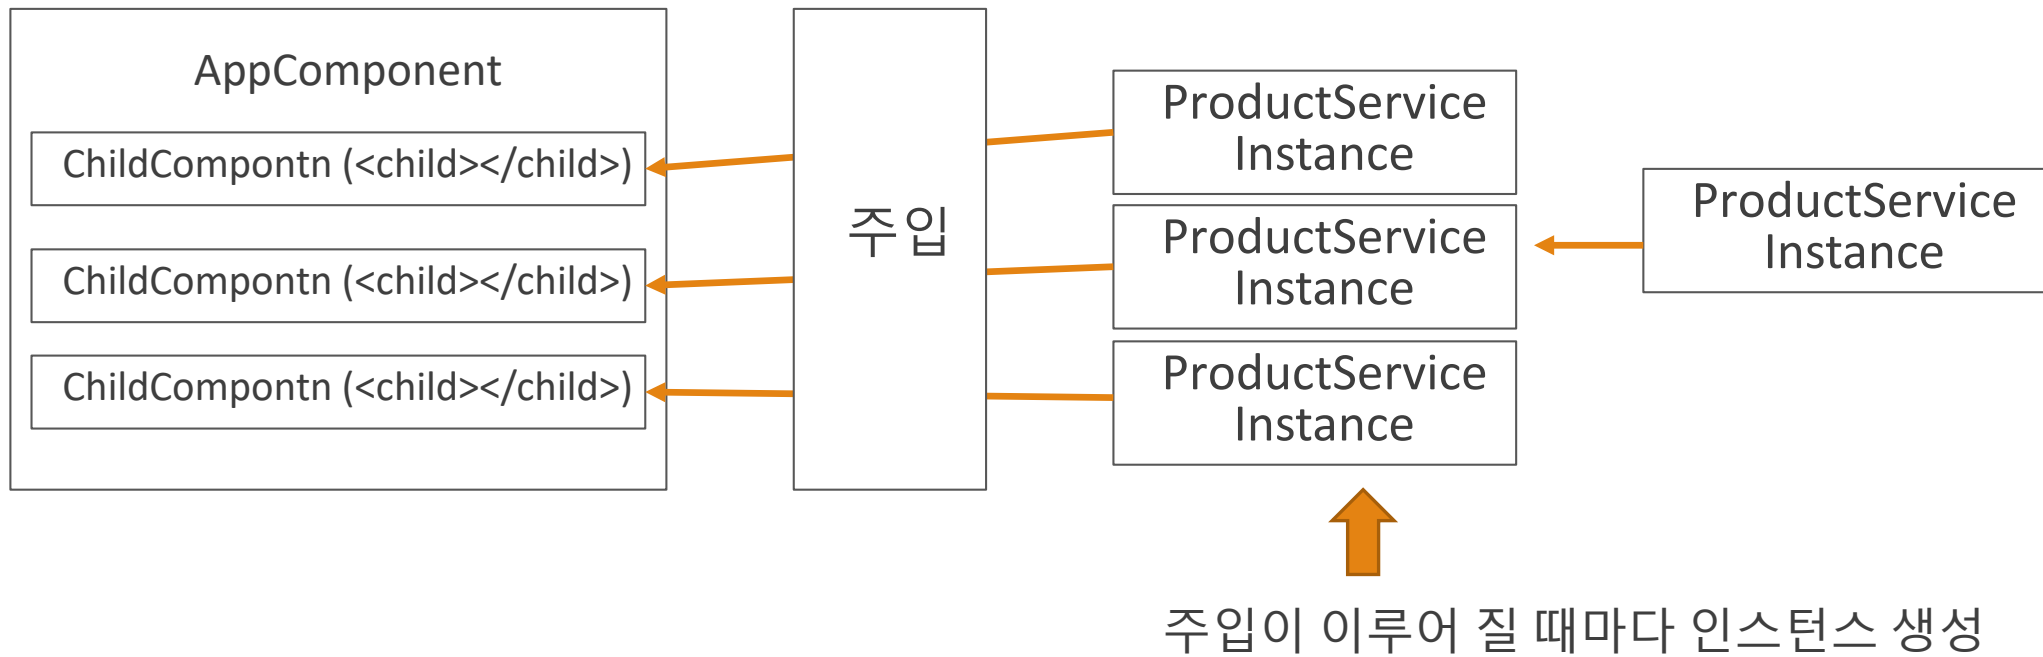 AppComponent
ChildCompontn (<child></child>)
ChildCompontn (<child></child>)
ChildCompontn (<child></child>)
주입
ProductService
Instance
ProductService
Instance
ProductService
Instance
ProductService
Instance
주입이 이루어 질 때마다 인스턴스 생성